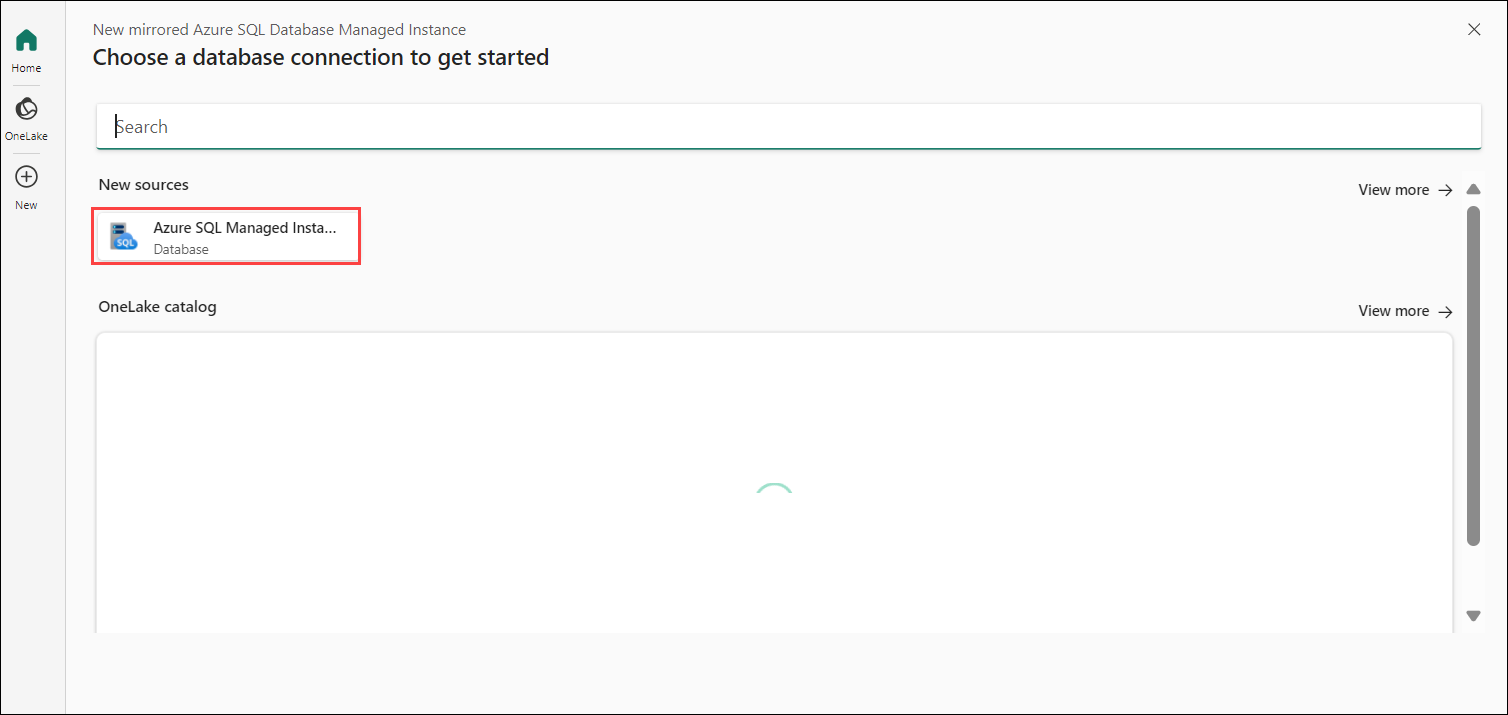 New mirrored Azure SQL Database Managed Instance
Choose a database connection to get started
Home
OneLake
New
Search
New sources
View more
SQL
Azure SQL Managed Insta...
Database
OneLake catalog
View more